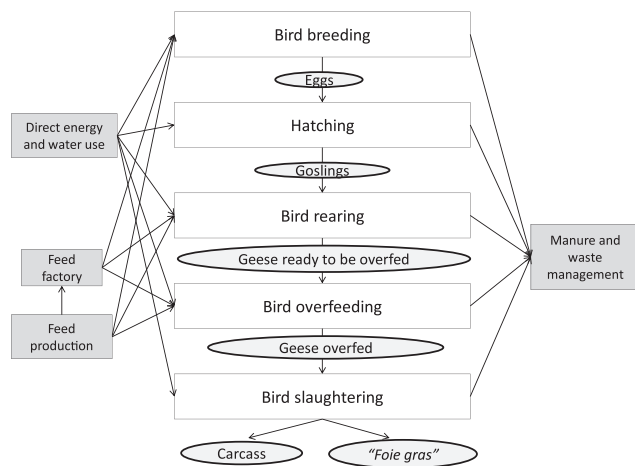 Bird breeding
Eggs
Direct energy
and water use
Hatching
Goslings
Bird rearing
Manure and
waste
management
Feed
factory
Geese ready to be overfed
Bird overfeeding
Feed
production
Geese overfed
Bird slaughtering
Carcass
“Foie gras”